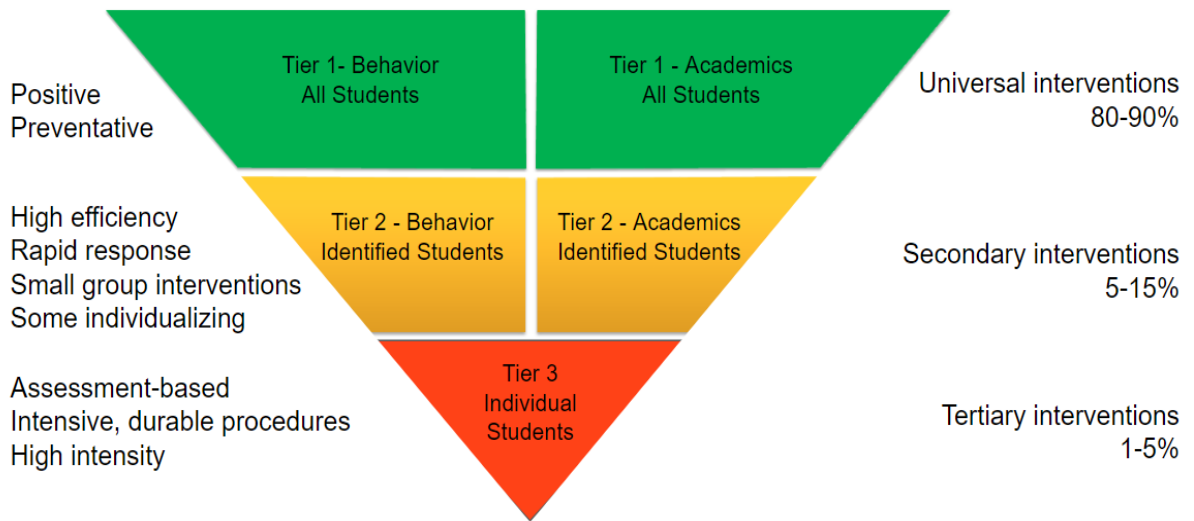 Tier 1- Behavior
All Students
Tier 1 - Academics
All Students
Positive
Preventative
Universal interventions
80-90%
Tier 2 - Behavior
Identified Students
Tier 2 - Academics
Identified Students
High efficiency
Rapid response
Small group interventions
Some individualizing
Secondary interventions
5-15%
Tier 3
Individual
Students
Assessment-based
Intensive, durable procedures
High intensity
Tertiary interventions
1-5%